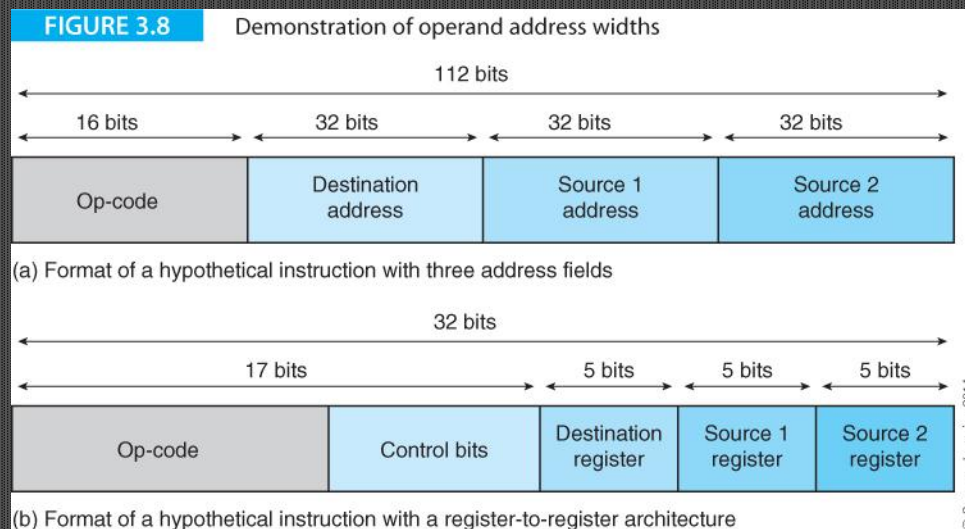 FIGURE 3.8 Demonstration of operand address widths
112 bits
16 bits 32 bits 32 bits 32 bits
Op-code
Destination
address
Source 1
address
Source 2
address
(a) Format of a hypothetical instruction with three address fields
32 bits
17 bits 5 bits 5 bits 5 bits
Op-code
Control bits
Destination
register
Source 1
register
Source 2
register
(b) Format of a hypothetical instruction with a register-to-register architecture